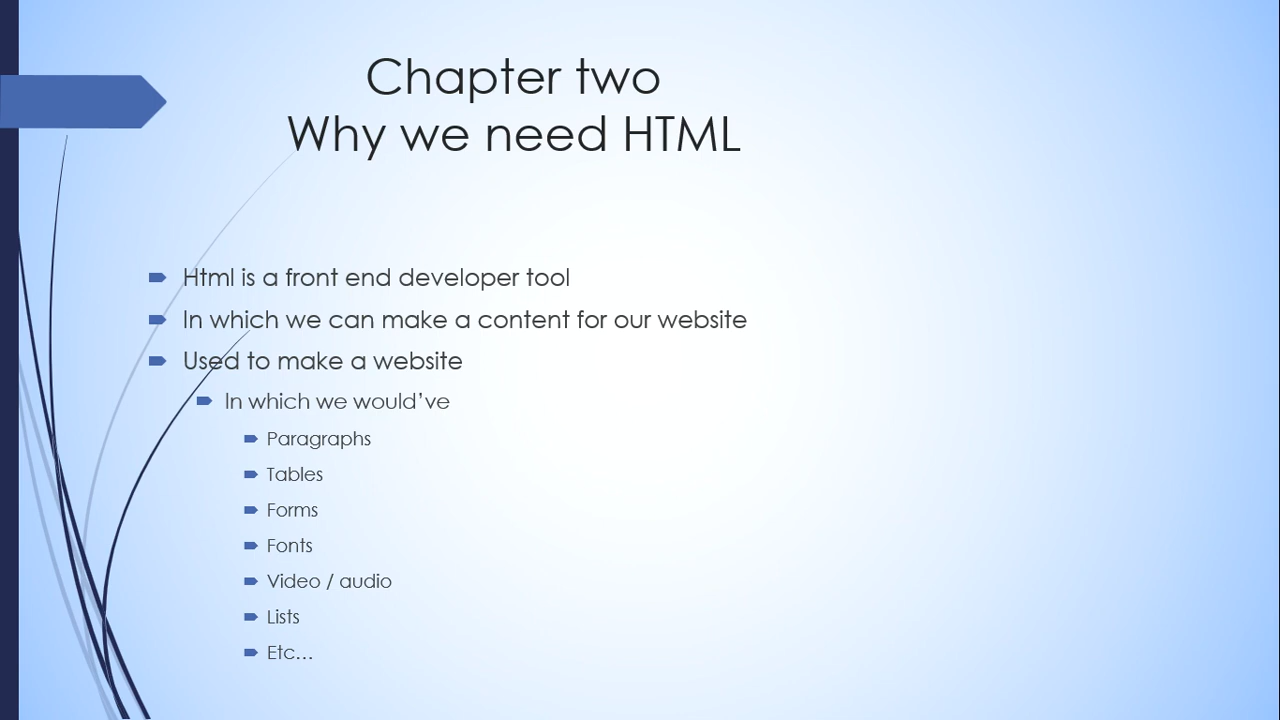 Chapter two
Why we need HTML
Html is a front end developer tool
In which we can make a content for our website
Used to make a website
In which we would’ve
Paragraphs
Tables
Forms
Fonts
Video / audio
Lists
Etc…